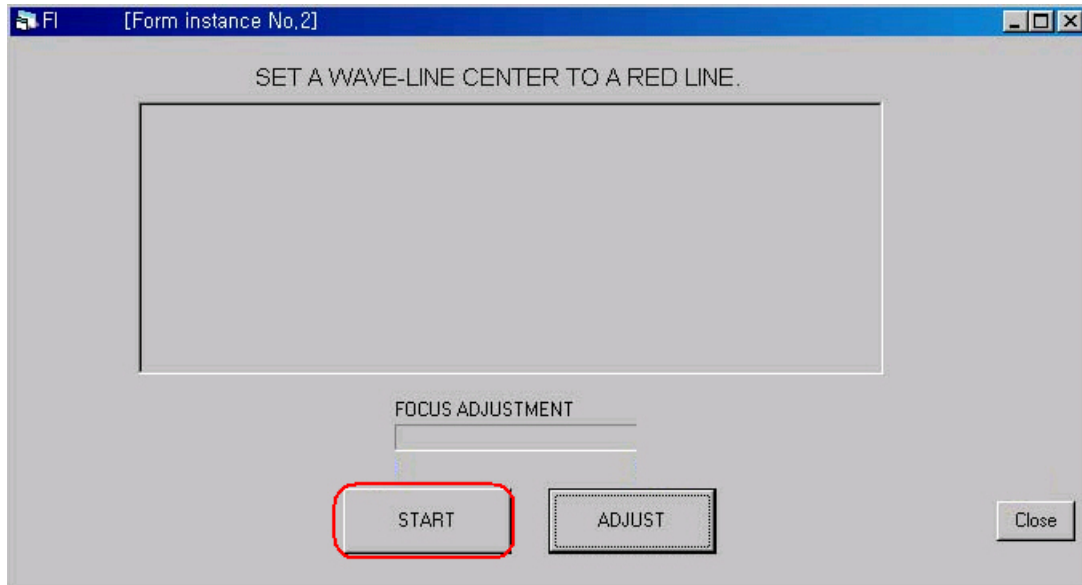 FI [Form instance No,2]
SET A WAVE-LINE CENTER TO A RED LINE.
FOCUS ADJUSTMENT
START
ADJUST
Close